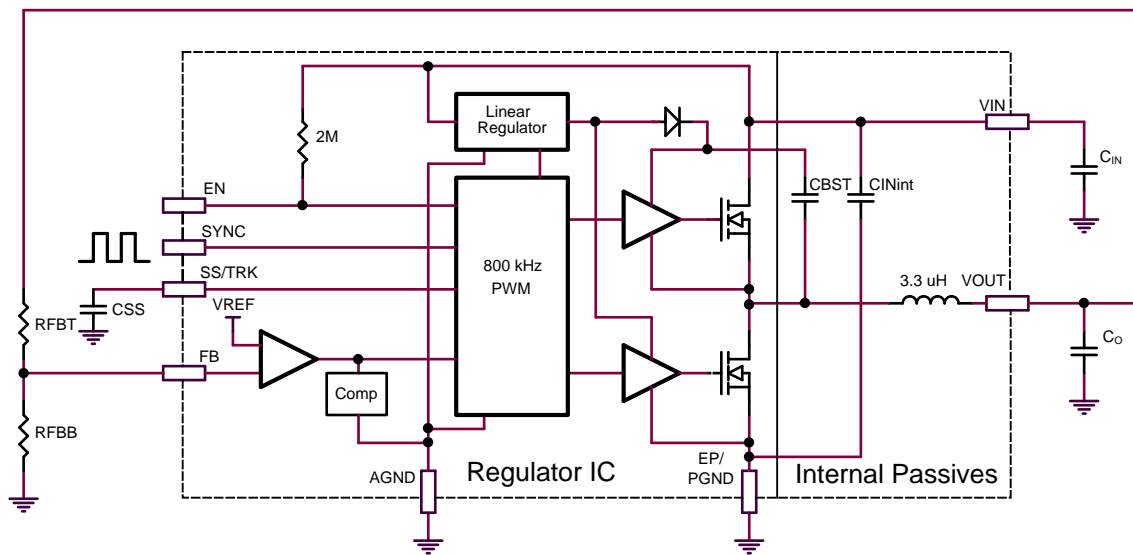 VIN
Linear
Regulator
2M
CIN
CBST
CINint
EN
SYNC
SS/TRK
800 kHz
PWM
3.3 uH
VOUT
CSS
VREF
RFBT
CO
FB
Comp
RFBB
AGND
Regulator IC
EP/
PGND
Internal Passives